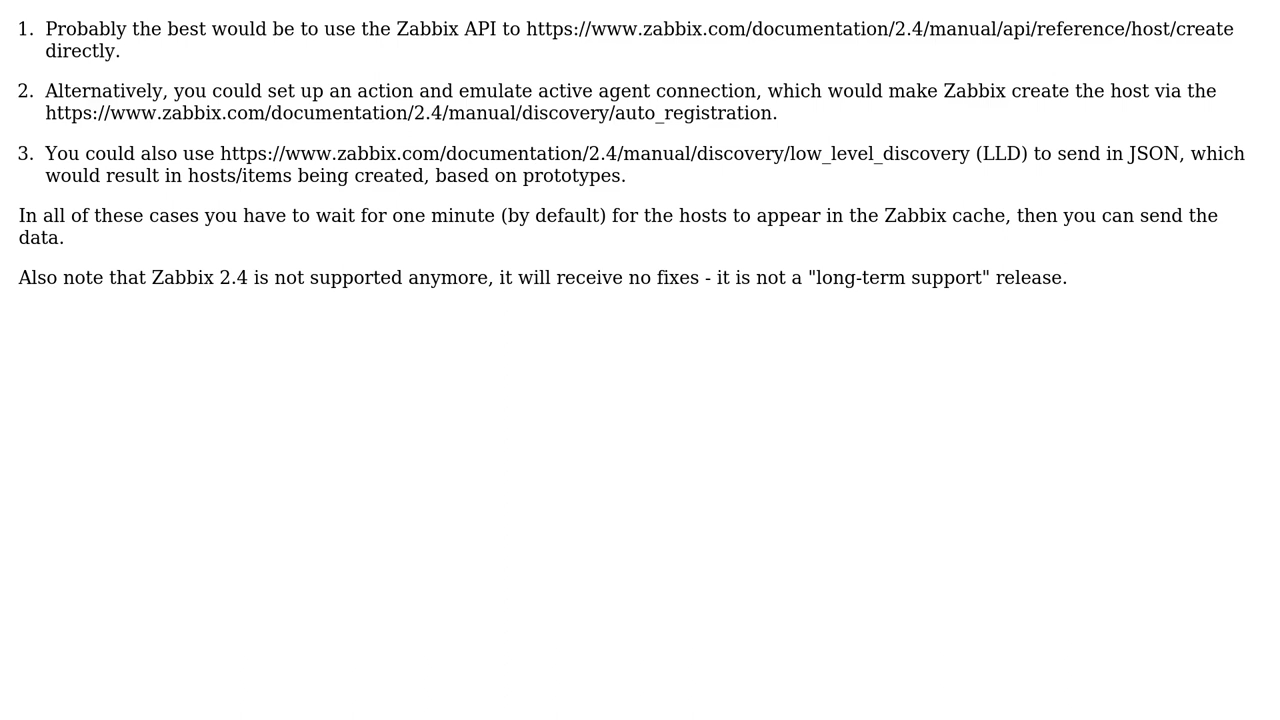 1. Probably the best would be to use the Zabbix API to https://www.zabbix.com/documentation/2.4/manual/api/reference/host/create
directly.
2. Alternatively, you could set up an action and emulate active agent connection, which would make Zabbix create the host via the
https://www.zabbix.com/documentation/2.4/manual/discovery/auto_registration.
3. You could also use https://www.zabbix.com/documentation/2.4/manual/discovery/low_level_discovery (LLD) to send in JSON, which
would result in hosts/items being created, based on prototypes.
In all of these cases you have to wait for one minute (by default) for the hosts to appear in the Zabbix cache, then you can send the
data.
Also note that Zabbix 2.4 is not supported anymore, it will receive no fixes - it is not a "long-term support" release.